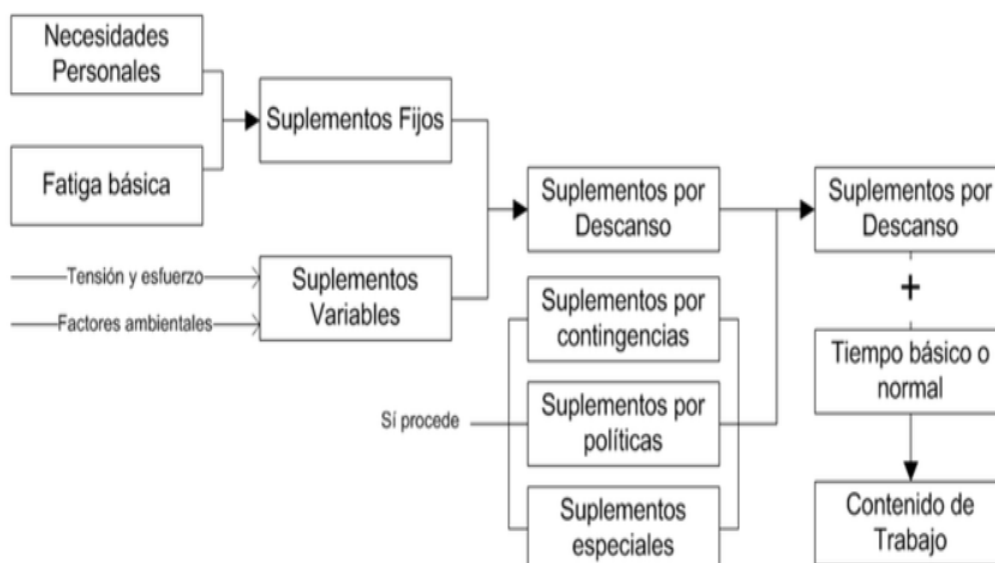 Necesidades
Personales
Fatiga básica
Tensión y esfuerzo
Factores ambientales
Suplementos Fijos
Suplementos
Variables
Sí procede
Suplementos por
Descanso
Suplementos por
contingencias
Suplementos por
políticas
Suplementos
especiales
Suplementos por
Descanso
+
Tiempo básico o
normal
Contenido de
Trabajo